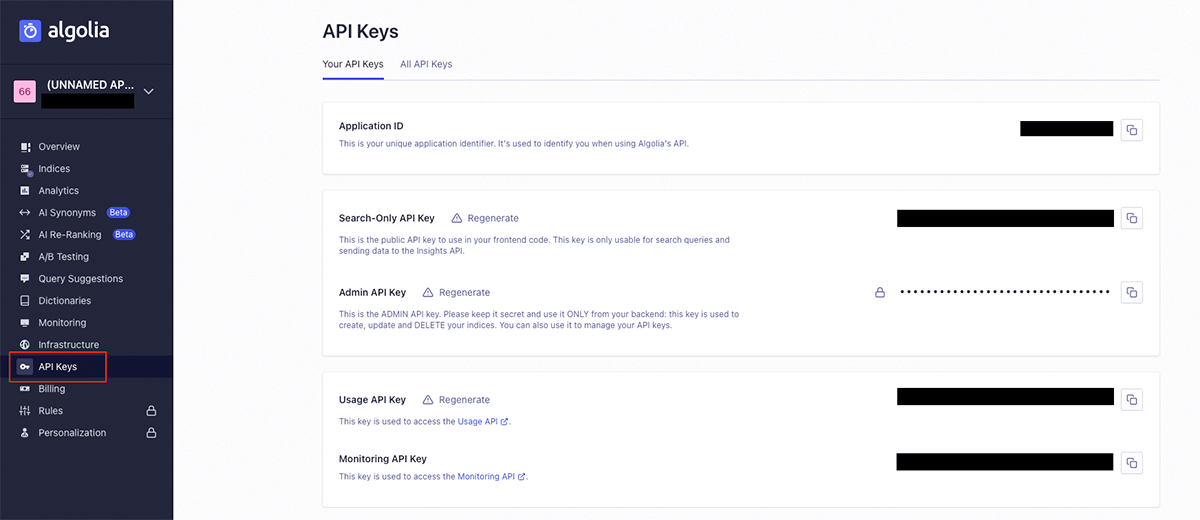 algolia
66
(UNNAMED AP...
Overview
Indices
Analytics
AI Synonyms Beta
AI Re-Ranking Beta
A/B Testing
Query Suggestions
Dictionaries
Monitoring
Infrastructure
API Keys
Billing
Rules
Personalization
API Keys
Your API Keys All API Keys
Application ID
This is your unique application identifier. It's used to identify you when using Algolia's API.
Search-Only API Key Regenerate
This is the public API key to use in your frontend code. This key is only usable for search queries and
sending data to the Insights API.
Admin API Key Regenerate
This is the ADMIN API key. Please keep it secret and use it ONLY from your backend: this key is used to
create, update and DELETE your indices. You can also use it to manage your API keys.
Usage API Key Regenerate
This key is used to access the Usage API.
Monitoring API Key
This key is used to access the Monitoring API.